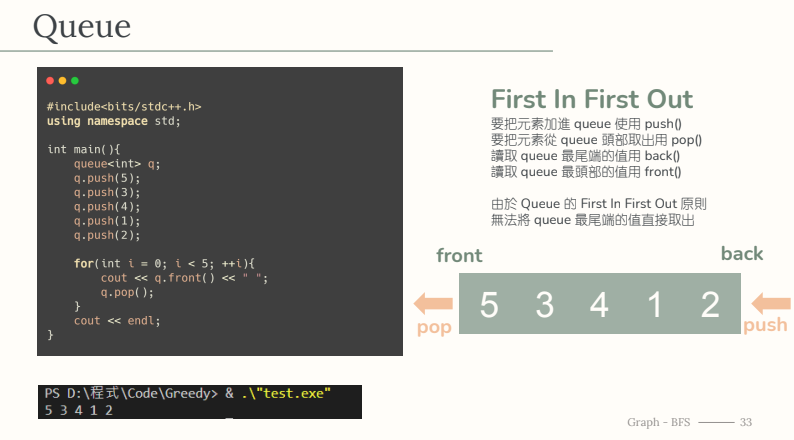 Queue
#include<bits/stdc++.h>
using namespace std;
int main(){
    queue<int> q;
    q.push(5);
    q.push(3);
    q.push(4);
    q.push(1);
    q.push(2);
    for(int i = 0; i < 5; ++i){
        cout << q.front() << " ";
        q.pop();
    }
    cout << endl;
}
PS D:\程式\Code\Greedy> & .\"test.exe"
5 3 4 1 2
First In First Out
要把元素加進 queue 使用 push()
要把元素從 queue 頭部取出用 pop()
讀取 queue 最尾端的值用 back()
讀取 queue 最頭部的值用 front()
由於 Queue 的 First In First Out 原則
無法將 queue 最尾端的值直接取出
front back
5 3 4 1 2
pop push
Graph - BFS 33